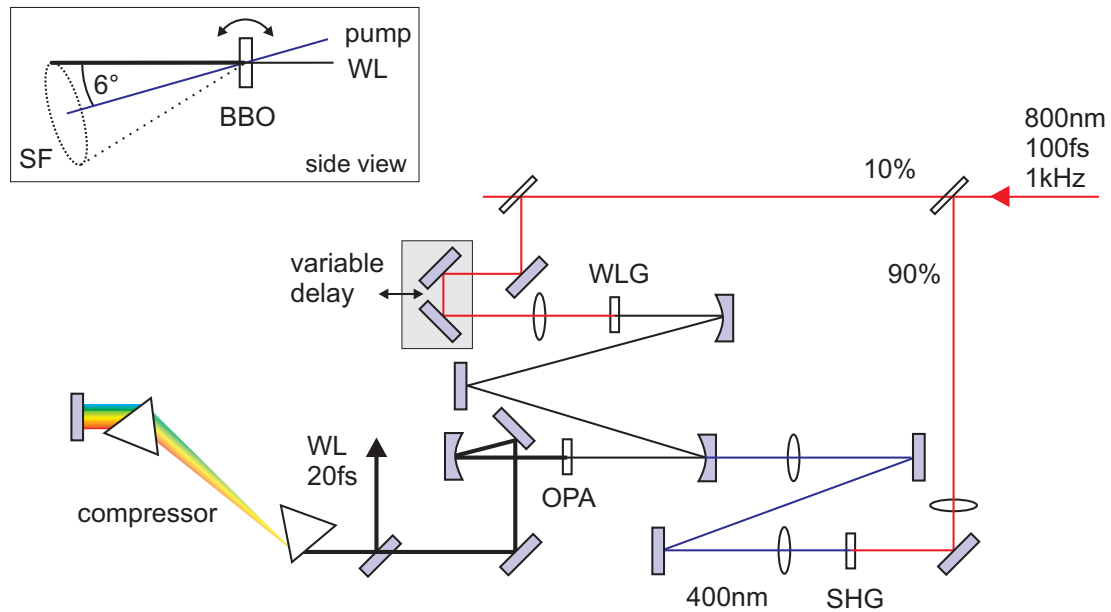 pump
WL
6°
BBO
SF
side view
800nm
100fs
1kHz
10%
90%
variable
delay
WLG
WL
20fs
OPA
compressor
400nm
SHG